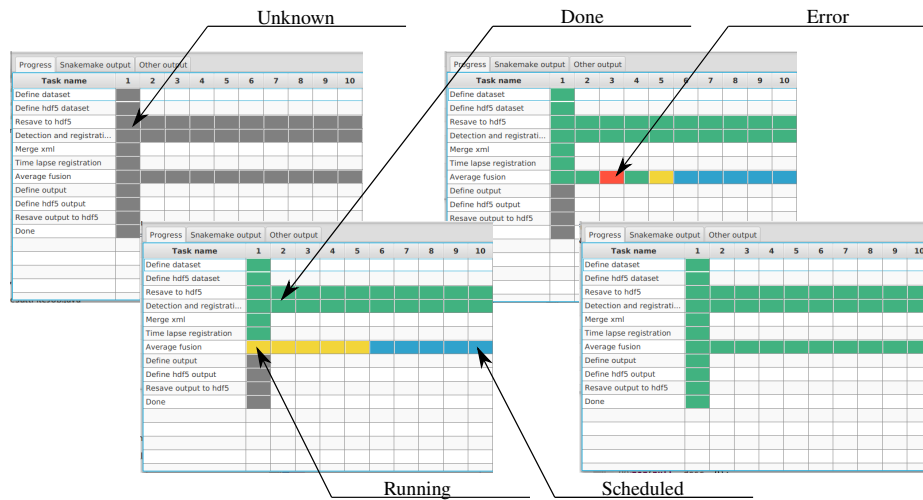 Unknown
Done
Error
Progress Snakemake output Other output
Task name 1 2 3 4 5 6 7 8 9 10
Define dataset
Define hdf5 dataset
Resave to hdf5
Detection and registrati...
Merge xml
Time lapse registration
Average fusion
Define output
Define hdf5 output
Resave output to hdf5
Done
Progress Snakemake output Other output
Task name 1 2 3 4 5 6 7 8 9 10
Define dataset
Define hdf5 dataset
Resave to hdf5
Detection and registrati...
Merge xml
Time lapse registration
Average fusion
Define output
Define hdf5 output
Resave output to hdf5
Progress Snakemake output Other output
Task name 1 2 3 4 5 6 7 8 9 10
Define dataset
Define hdf5 dataset
Resave to hdf5
Detection and registrati...
Merge xml
Time lapse registration
Average fusion
Define output
Define hdf5 output
Resave output to hdf5
Done
Progress Snakemake output Other output
Task name 1 2 3 4 5 6 7 8 9 10
Define dataset
Define hdf5 dataset
Resave to hdf5
Detection and registrati...
Merge xml
Time lapse registration
Average fusion
Define output
Define hdf5 output
Resave output to hdf5
Done
Running
Scheduled